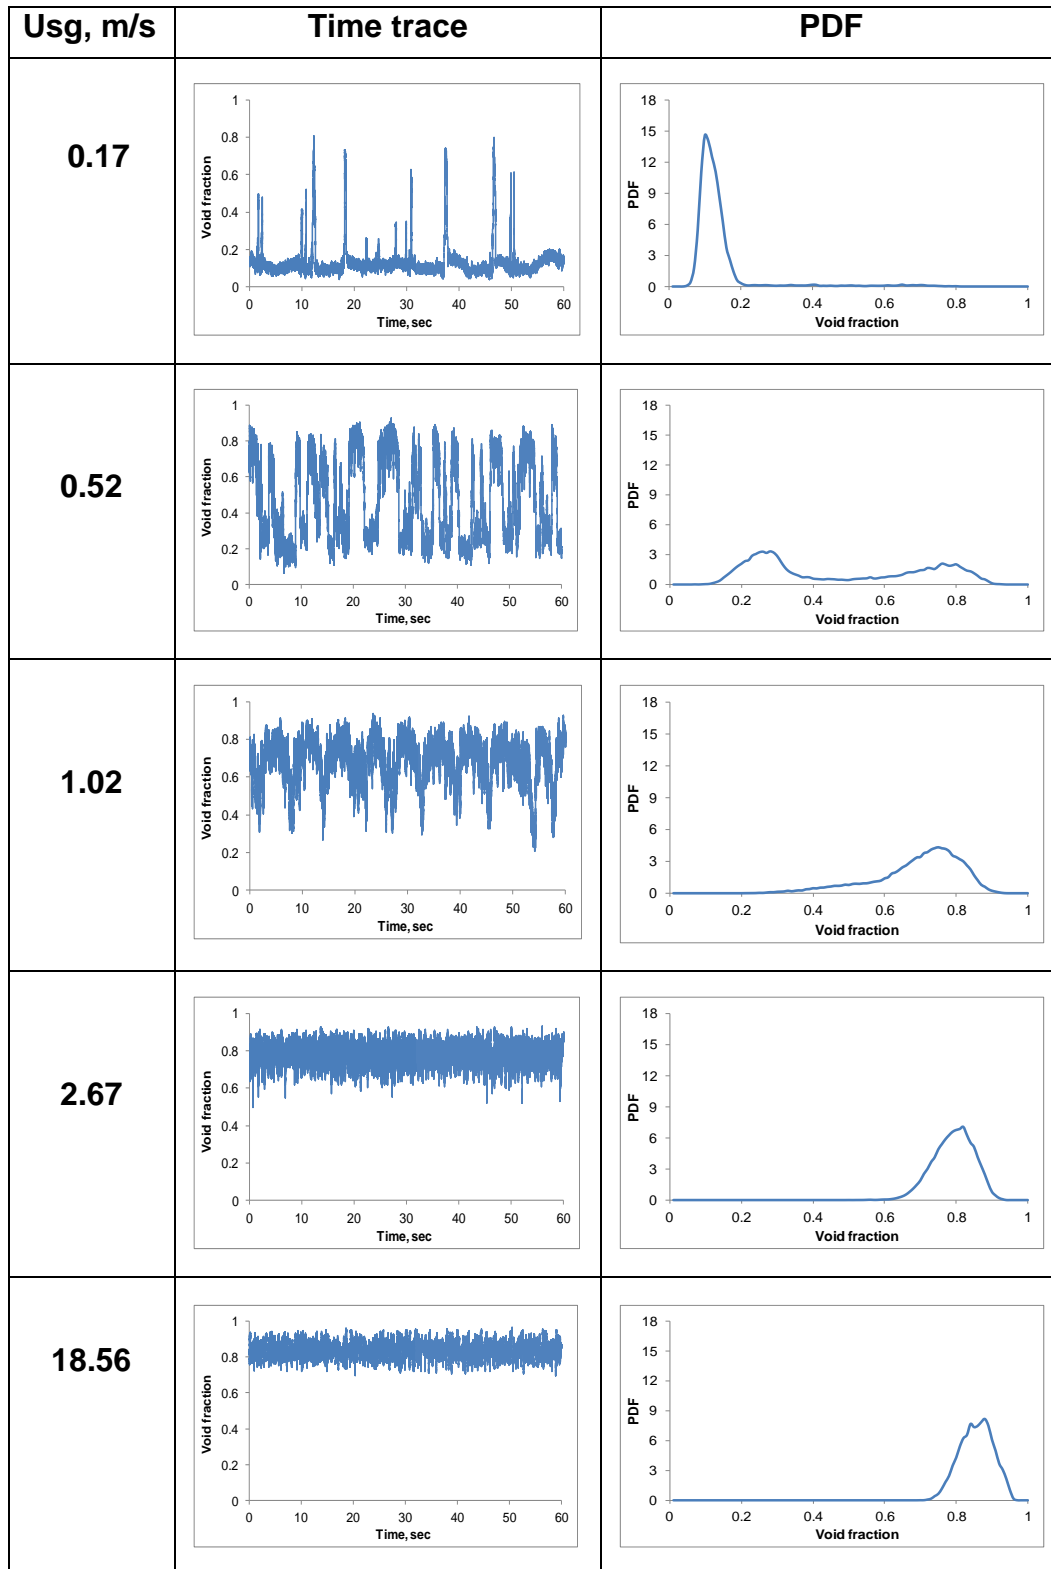 Usg, m/s Time trace PDF
0.17
1
0.8
0.6
0.4
0.2
0
Void fraction
0 10 20 30 40 50 60
Time, sec
18
15
12
9
6
3
0
PDF
0 0.2 0.4 0.6 0.8 1
Void fraction
0.52
1
0.8
0.6
0.4
0.2
0
Void fraction
0 10 20 30 40 50 60
Time, sec
18
15
12
9
6
3
0
PDF
0 0.2 0.4 0.6 0.8 1
Void fraction
1.02
1
0.8
0.6
0.4
0.2
0
Void fraction
0 10 20 30 40 50 60
Time, sec
18
15
12
9
6
3
0
PDF
0 0.2 0.4 0.6 0.8 1
Void fraction
2.67
1
0.8
0.6
0.4
0.2
0
Void fraction
0 10 20 30 40 50 60
Time, sec
18
15
12
9
6
3
0
PDF
0 0.2 0.4 0.6 0.8 1
Void fraction
18.56
1
0.8
0.6
0.4
0.2
0
Void fraction
0 10 20 30 40 50 60
Time, sec
18
15
12
9
6
3
0
PDF
0 0.2 0.4 0.6 0.8 1
Void fraction